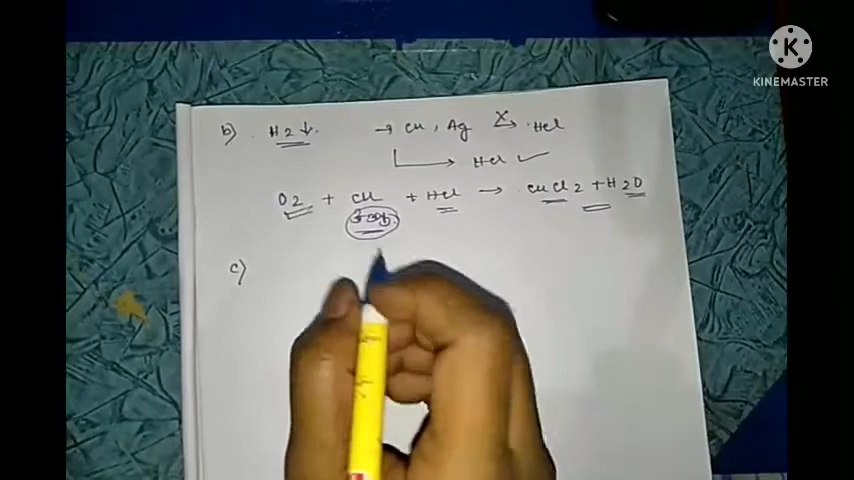 b) H2↓. → Cu, Ag X→ HCl
→ HCl ✓
O2 + Cu + HCl → CuCl2 + H2O
c)
K
KINEMASTER